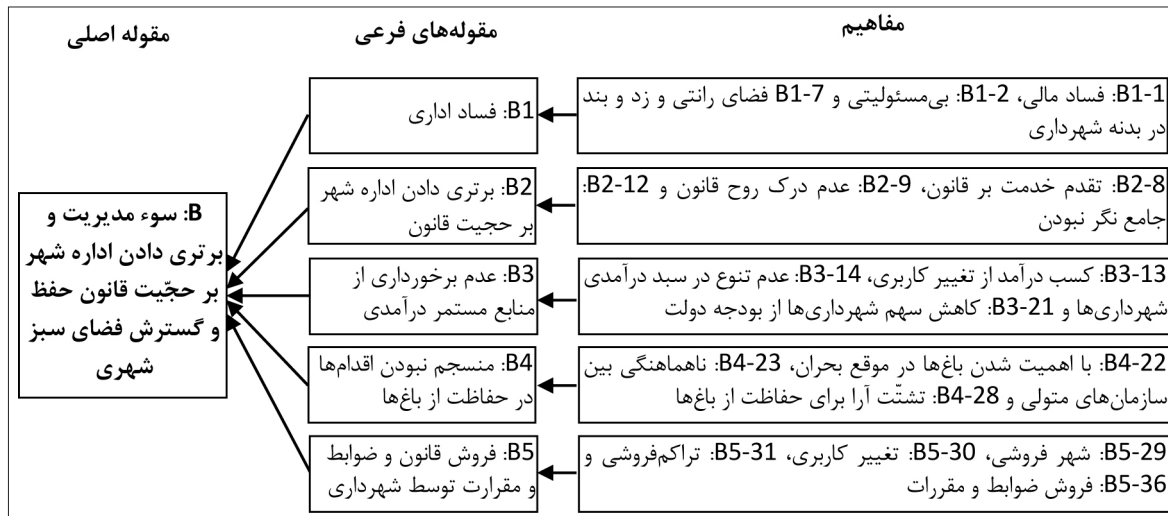 مفاهیم
مقوله‌های فرعی
مقوله اصلی
B1-1: فساد مالی، B1-2: بی‌مسئولیتی و B1-7 فضای رانتی و زد و بند
در بدنه شهرداری
B1: فساد اداری
B2-8: تقدم خدمت بر قانون، B2-9: عدم درک روح قانون و B2-12:
جامع نگر نبودن
B2: برتری دادن اداره شهر
بر حجیت قانون
B3-13: کسب درآمد از تغییر کاربری، B3-14: عدم تنوع در سبد درآمدی
شهرداری‌ها و B3-21: کاهش سهم شهرداری‌ها از بودجه دولت
B3: عدم برخورداری از
منابع مستمر درآمدی
B4-22: با اهمیت شدن باغ‌ها در موقع بحران، B4-23: ناهماهنگی بین
سازمان‌های متولی و B4-28: تشتّت آرا برای حفاظت از باغ‌ها
B4: منسجم نبودن اقدام‌ها
در حفاظت از باغ‌ها
B5-29: شهر فروشی، B5-30: تغییر کاربری، B5-31: تراکم‌فروشی و
B5-36: فروش ضوابط و مقررات
B5: فروش قانون و ضوابط
و مقرارت توسط شهرداری
B: سوء مدیریت و
برتری دادن اداره شهر
بر حجّیت قانون حفظ
و گسترش فضای سبز
شهری